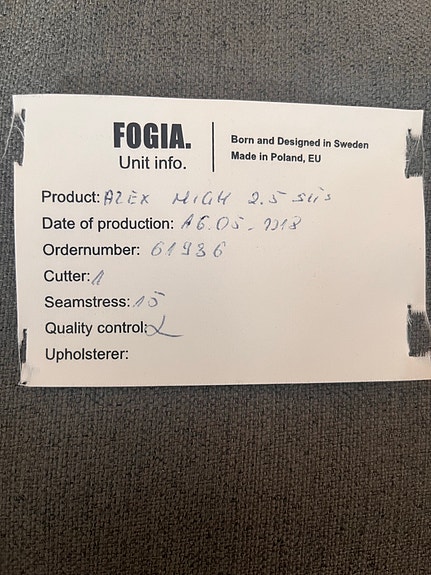 FOGIA.
Unit info.
Born and Designed in Sweden
Made in Poland, EU
Product: ALEX HIGH 2.5 sits
Date of production: 16.05.2018
Ordernumber: 61936
Cutter: 1
Seamstress: 15
Quality control:
Upholsterer: